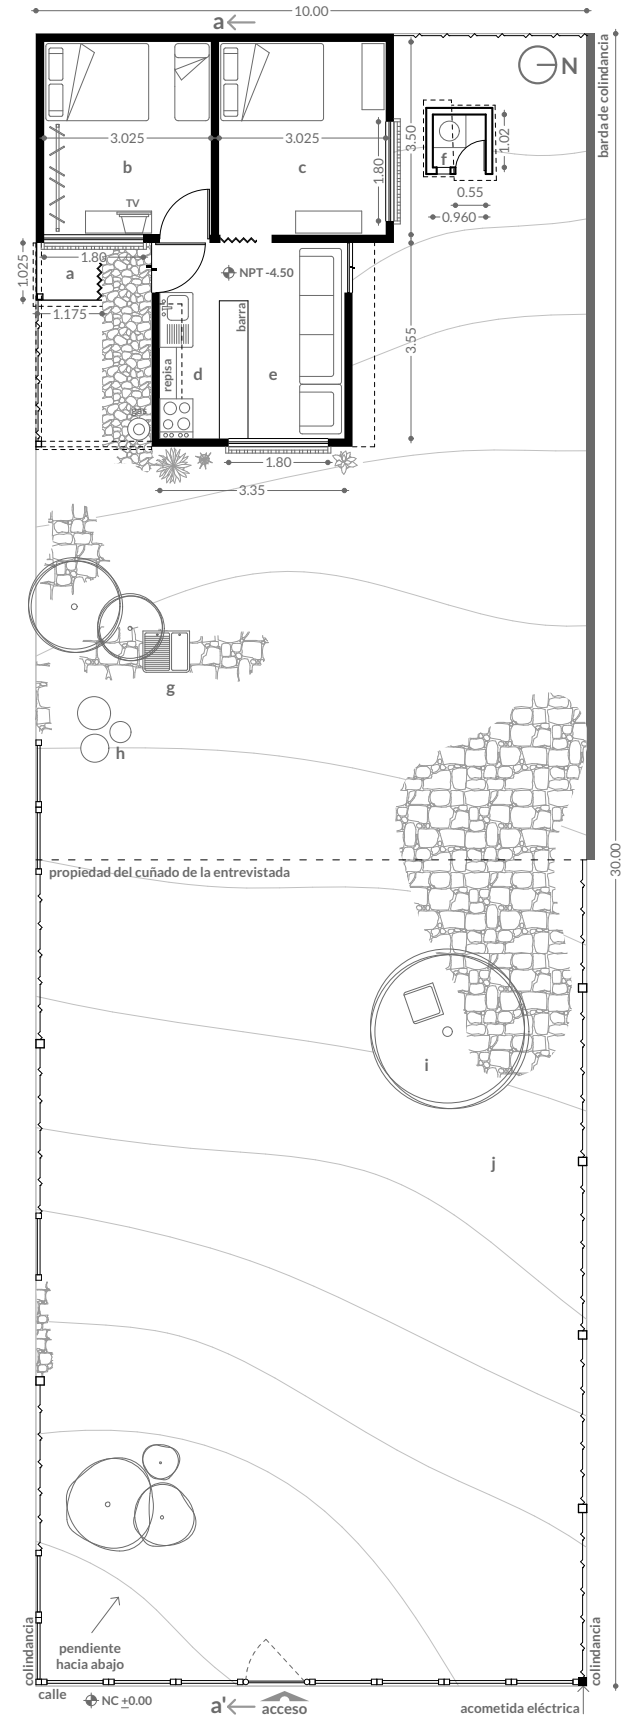 10.00
a
N
barda de colindancia
3.025
3.025
b
c
1.80
3.50
f
1.02
0.55
0.960
TV
1.80
a
1.025
1.175
NPT -4.50
barra
repisa
d
e
3.55
gas
1.80
3.35
g
h
propiedad del cuñado de la entrevistada
30.00
i
j
pendiente
hacia abajo
colindancia
colindancia
calle
NC ±0.00
a'
acceso
acometida eléctrica